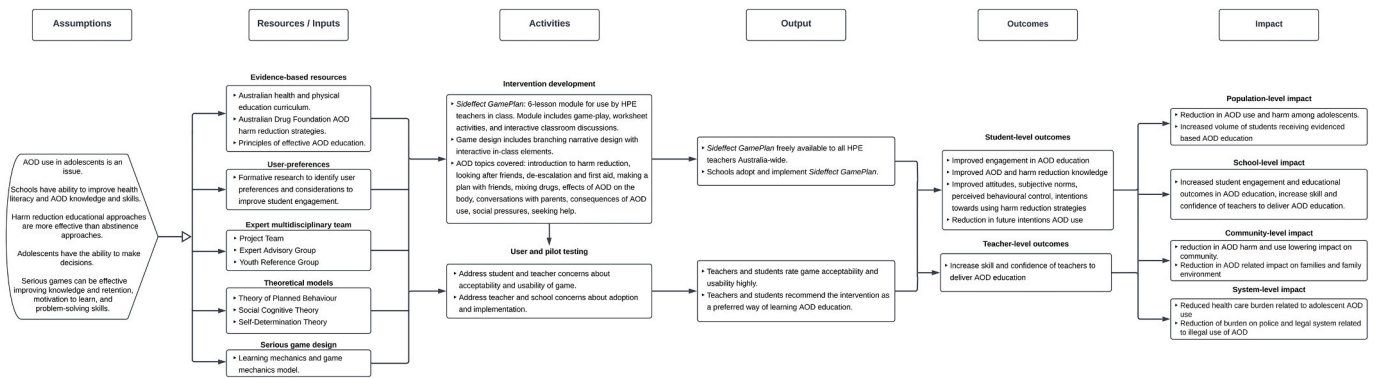 Assumptions
Resources / Inputs
Activities
Output
Outcomes
Impact
AOD use in adolescents is an
issue.
Schools have ability to improve health
literacy and AOD knowledge and skills.
Harm reduction educational approaches
are more effective than abstinence
approaches.
Adolescents have the ability to make
decisions.
Serious games can be effective
improving knowledge and retention,
motivation to learn, and
problem-solving skills.
Evidence-based resources
‣ Australian health and physical
education curriculum.
‣ Australian Drug Foundation AOD
harm reduction strategies.
‣ Principles of effective AOD education.
User-preferences
‣ Formative research to identify user
preferences and considerations to
improve student engagement.
Expert multidisciplinary team
‣ Project Team
‣ Expert Advisory Group
‣ Youth Reference Group
Theoretical models
‣ Theory of Planned Behaviour
‣ Social Cognitive Theory
‣ Self-Determination Theory
Serious game design
‣ Learning mechanics and game
mechanics model.
Intervention development
‣ Sideffect GamePlan: 6-lesson module for use by HPE
teachers in class. Module includes game-play, worksheet
activities, and interactive classroom discussions.
‣ Game design includes branching narrative design with
interactive in-class elements.
‣ AOD topics covered: introduction to harm reduction,
looking after friends, de-escalation and first aid, making a
plan with friends, mixing drugs, effects of AOD on the
body, conversations with parents, consequences of AOD
use, social pressures, seeking help.
User and pilot testing
‣ Address student and teacher concerns about
acceptability and usability of game.
‣ Address teacher and school concerns about adoption
and implementation.
‣ Sideffect GamePlan freely available to all HPE
teachers Australia-wide.
‣ Schools adopt and implement Sideffect GamePlan.
‣ Teachers and students rate game acceptability and
usability highly.
‣ Teachers and students recommend the intervention as
a preferred way of learning AOD education.
Student-level outcomes
‣ Improved engagement in AOD education
‣ Improved AOD and harm reduction knowledge
‣ Improved attitudes, subjective norms,
perceived behavioural control, intentions
towards using harm reduction strategies
‣ Reduction in future intentions AOD use
Teacher-level outcomes
‣ Increase skill and confidence of teachers to
deliver AOD education
Population-level impact
‣ Reduction in AOD use and harm among adolescents.
‣ Increased volume of students receiving evidenced
based AOD education
School-level impact
‣ Increased student engagement and educational
outcomes in AOD education, increase skill and
confidence of teachers to deliver AOD education.
Community-level impact
‣ reduction in AOD harm and use lowering impact on
community.
‣ Reduction in AOD related impact on families and family
environment
System-level impact
‣ Reduced health care burden related to adolescent AOD
use
‣ Reduction of burden on police and legal system related
to illegal use of AOD